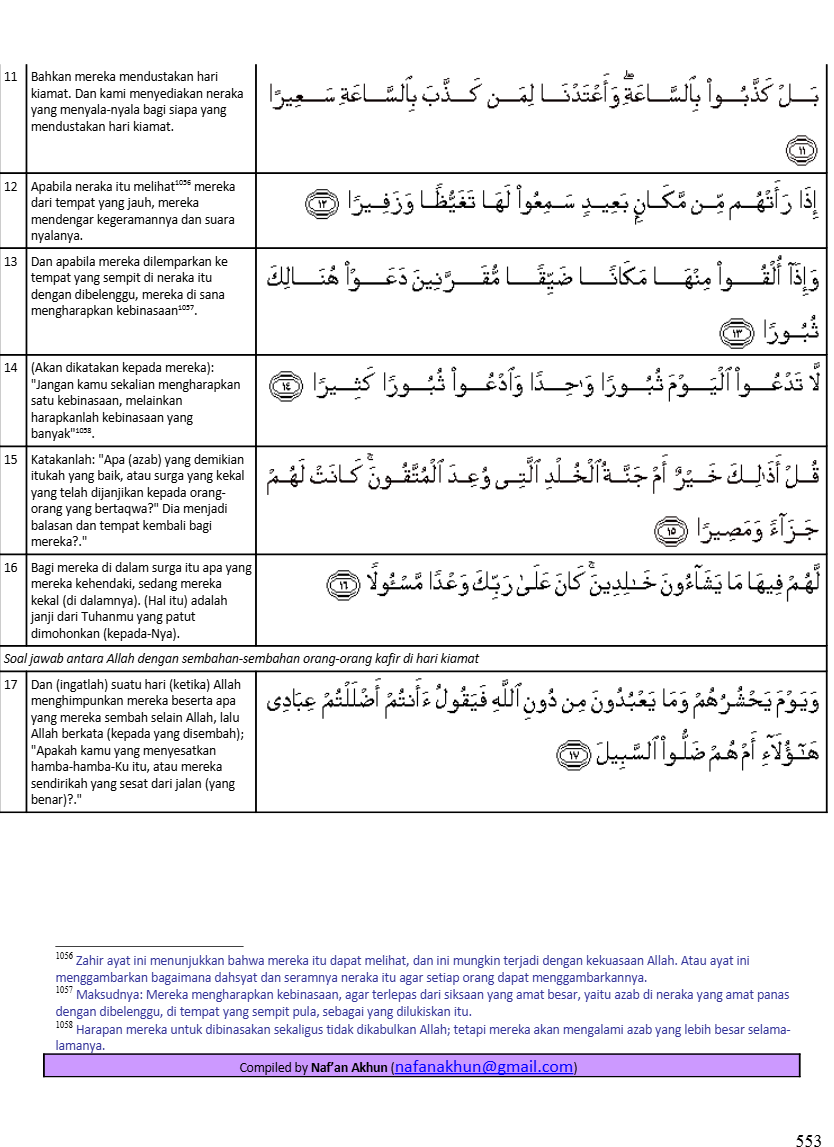 11
Bahkan mereka mendustakan hari
kiamat. Dan kami menyediakan neraka
yang menyala-nyala bagi siapa yang
mendustakan hari kiamat.
بَلْ كَذَّبُوا۟ بِٱلسَّاعَةِ ۖ وَأَعْتَدْنَا لِمَن كَذَّبَ بِٱلسَّاعَةِ سَعِيرًا
١١
12
Apabila neraka itu melihat¹⁰⁵⁶ mereka
dari tempat yang jauh, mereka
mendengar kegeramannya dan suara
nyalanya.
إِذَا رَأَتْهُم مِّن مَّكَانٍۭ بَعِيدٍ سَمِعُوا۟ لَهَا تَغَيُّظًا وَزَفِيرًا ١٢
13
Dan apabila mereka dilemparkan ke
tempat yang sempit di neraka itu
dengan dibelenggu, mereka di sana
mengharapkan kebinasaan¹⁰⁵⁷.
وَإِذَآ أُلْقُوا۟ مِنْهَا مَكَانًا ضَيِّقًا مُّقَرَّنِينَ دَعَوْا۟ هُنَالِكَ
ثُبُورًا ١٣
14
(Akan dikatakan kepada mereka):
"Jangan kamu sekalian mengharapkan
satu kebinasaan, melainkan
harapkanlah kebinasaan yang
banyak"¹⁰⁵⁸.
لَّا تَدْعُوا۟ ٱلْيَوْمَ ثُبُورًا وَٰحِدًا وَٱدْعُوا۟ ثُبُورًا كَثِيرًا ١٤
15
Katakanlah: "Apa (azab) yang demikian
itukah yang baik, atau surga yang kekal
yang telah dijanjikan kepada orang-
orang yang bertaqwa?" Dia menjadi
balasan dan tempat kembali bagi
mereka?."
قُلْ أَذَٰلِكَ خَيْرٌ أَمْ جَنَّةُ ٱلْخُلْدِ ٱلَّتِى وُعِدَ ٱلْمُتَّقُونَ ۚ كَانَتْ لَهُمْ
جَزَآءً وَمَصِيرًا ١٥
16
Bagi mereka di dalam surga itu apa yang
mereka kehendaki, sedang mereka
kekal (di dalamnya). (Hal itu) adalah
janji dari Tuhanmu yang patut
dimohonkan (kepada-Nya).
لَّهُمْ فِيهَا مَا يَشَآءُونَ خَٰلِدِينَ ۚ كَانَ عَلَىٰ رَبِّكَ وَعْدًا مَّسْـُٔولًا ١٦
Soal jawab antara Allah dengan sembahan-sembahan orang-orang kafir di hari kiamat
17
Dan (ingatlah) suatu hari (ketika) Allah
menghimpunkan mereka beserta apa
yang mereka sembah selain Allah, lalu
Allah berkata (kepada yang disembah);
"Apakah kamu yang menyesatkan
hamba-hamba-Ku itu, atau mereka
sendirikah yang sesat dari jalan (yang
benar)?."
وَيَوْمَ يَحْشُرُهُمْ وَمَا يَعْبُدُونَ مِن دُونِ ٱللَّهِ فَيَقُولُ ءَأَنتُمْ أَضْلَلْتُمْ عِبَادِى
هَٰٓؤُلَآءِ أَمْ هُمْ ضَلُّوا۟ ٱلسَّبِيلَ ١٧
¹⁰⁵⁶ Zahir ayat ini menunjukkan bahwa mereka itu dapat melihat, dan ini mungkin terjadi dengan kekuasaan Allah. Atau ayat ini
menggambarkan bagaimana dahsyat dan seramnya neraka itu agar setiap orang dapat menggambarkannya.
¹⁰⁵⁷ Maksudnya: Mereka mengharapkan kebinasaan, agar terlepas dari siksaan yang amat besar, yaitu azab di neraka yang amat panas
dengan dibelenggu, di tempat yang sempit pula, sebagai yang dilukiskan itu.
¹⁰⁵⁸ Harapan mereka untuk dibinasakan sekaligus tidak dikabulkan Allah; tetapi mereka akan mengalami azab yang lebih besar selama-
lamanya.
Compiled by Naf'an Akhun (nafanakhun@gmail.com)
553